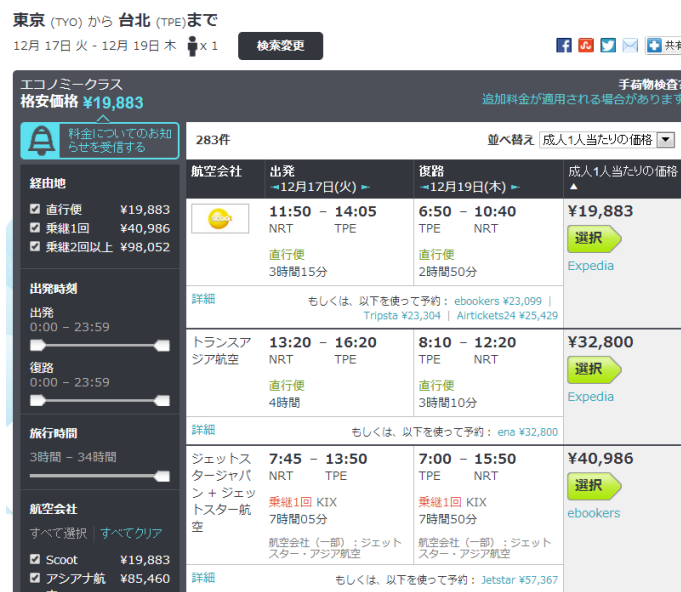 東京 (TYO) から 台北 (TPE)まで
12月 17日 火 - 12月 19日 木 x 1 検索変更
共有
エコノミークラス
格安価格 ¥19,883
手荷物検査
追加料金が適用される場合があります
料金についてのお知
らせを受信する
283件
並べ替え 成人1人当たりの価格
航空会社 出発 復路 成人1人当たりの価格
12月17日(火) 12月19日(木)
経由地
直行便 ¥19,883
乗継1回 ¥40,986
乗継2回以上 ¥98,052
出発時刻
出発
0:00 – 23:59
復路
0:00 – 23:59
旅行時間
3時間 – 34時間
航空会社
すべて選択 | すべてクリア
Scoot ¥19,883
アシアナ航 ¥85,460
scoot
11:50 – 14:05
NRT TPE
直行便
3時間15分
6:50 – 10:40
TPE NRT
直行便
2時間50分
¥19,883
選択
Expedia
詳細
もしくは、以下を使って予約： ebookers ¥23,099 |
Tripsta ¥23,304 | Airtickets24 ¥25,429
トランスア
ジア航空
13:20 – 16:20
NRT TPE
直行便
4時間
8:10 – 12:20
TPE NRT
直行便
3時間10分
¥32,800
選択
Expedia
詳細
もしくは、以下を使って予約： ena ¥32,800
ジェットス
タージャパ
ン + ジェッ
トスター航
空
7:45 – 13:50
NRT TPE
乗継1回 KIX
7時間05分
航空会社（一部）：ジェット
スター・アジア航空
7:00 – 15:50
TPE NRT
乗継1回 KIX
7時間50分
航空会社（一部）：ジェット
スター・アジア航空
¥40,986
選択
ebookers
詳細
もしくは、以下を使って予約： Jetstar ¥57,367